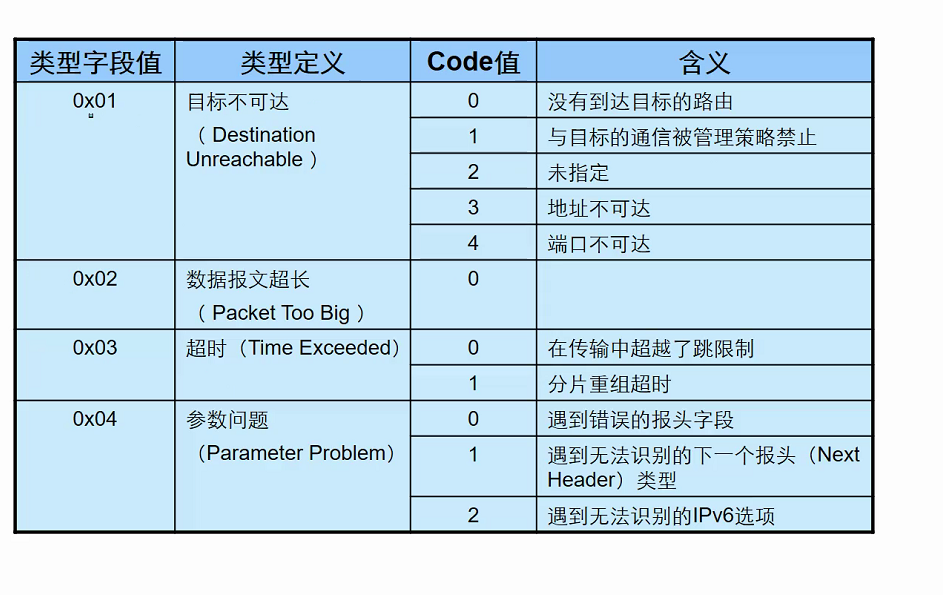 类型字段值 类型定义 Code值 含义
0x01 目标不可达 0 没有到达目标的路由
（ Destination
Unreachable ）
1 与目标的通信被管理策略禁止
2 未指定
3 地址不可达
4 端口不可达
0x02 数据报文超长 0
（ Packet Too Big ）
0x03 超时（Time Exceeded） 0 在传输中超越了跳限制
1 分片重组超时
0x04 参数问题 0 遇到错误的报头字段
（Parameter Problem）
1 遇到无法识别的下一个报头（Next
Header）类型
2 遇到无法识别的IPv6选项